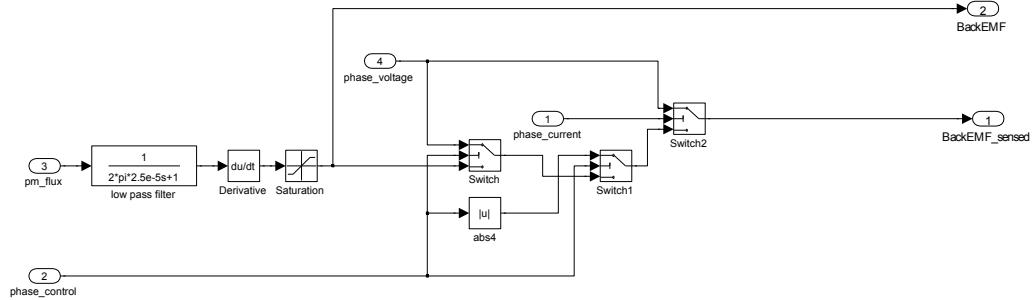 2
BackEMF
4
phase_voltage
1
phase_current
Switch2
1
BackEMF_sensed
3
pm_flux
1
2*pi*2.5e-5s+1
low pass filter
du/dt
Derivative
Saturation
Switch
Switch1
|u|
abs4
2
phase_control